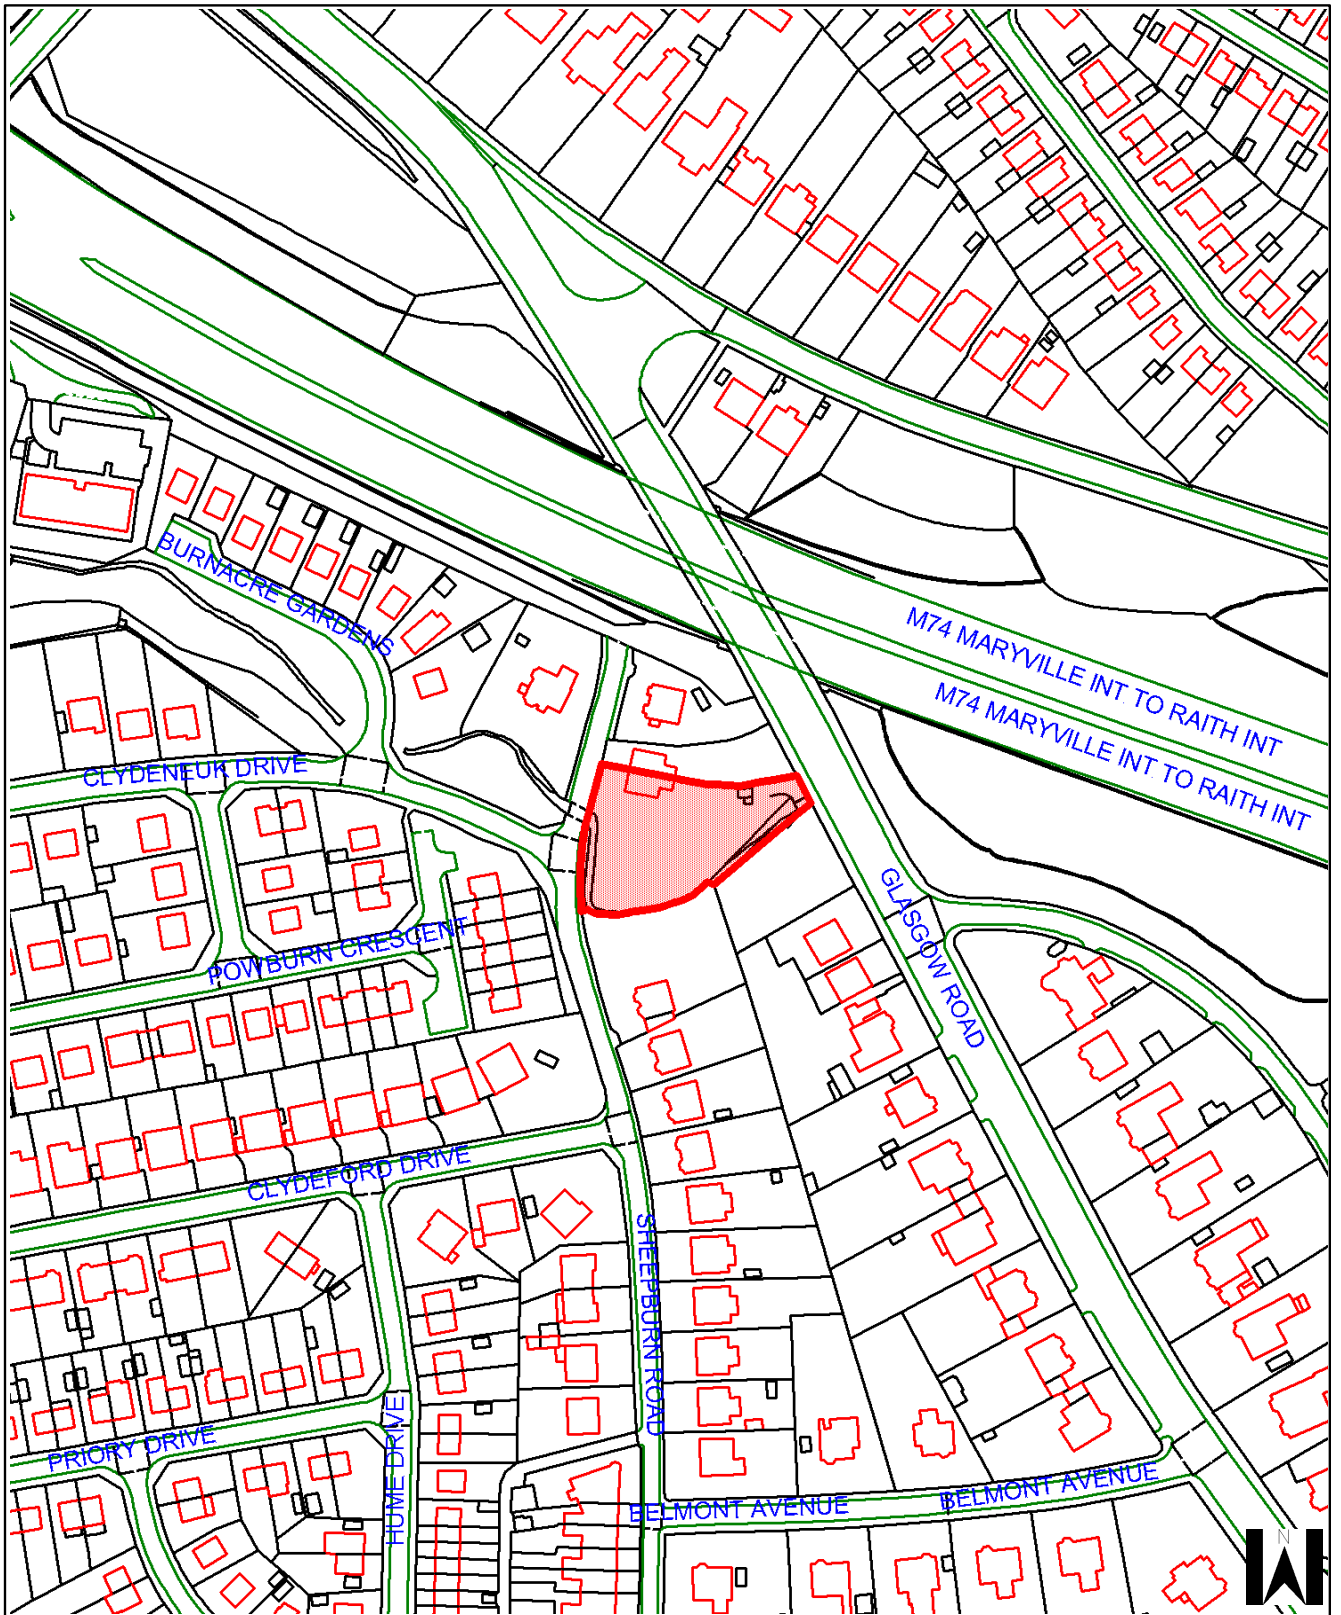 BURNACRE GARDENS
M74 MARYVILLE INT TO RAITH INT
M74 MARYVILLE INT TO RAITH INT
CLYDENEUK DRIVE
GLASGOW ROAD
POWBURN CRESCENT
CLYDEFORD DRIVE
SHEEPBURN ROAD
PRIORY DRIVE
HUME DRIVE
BELMONT AVENUE
BELMONT AVENUE
N